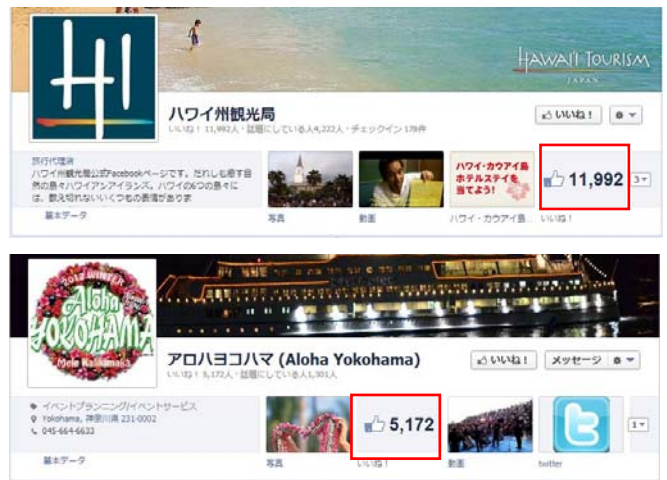 HAWAI'I TOURISM
JAPAN
ハワイ州観光局
いいね！ 11,992人・話題にしている人4,222人・チェックイン 178件
いいね！
旅行代理店
ハワイ州観光局公式Facebookページです。だれしも癒す自
然の島々ハワイアンアイランズ。ハワイの6つの島々に
は、数え切れないいくつもの表情がありま
基本データ
写真
動画
ハワイ・カウアイ島
ホテルステイを
当てよう！
ハワイ・カウアイ島...
11,992
いいね！
3
2012 WINTER
Aloha
YOKOHAMA
Mele Kalikimaka
アロハヨコハマ (Aloha Yokohama)
いいね！ 5,172人・話題にしている人1,301人
いいね！
メッセージ
イベントプランニング/イベントサービス
Yokohama, 神奈川県 231-0002
045-664-6633
基本データ
写真
5,172
いいね！
動画
twitter
1